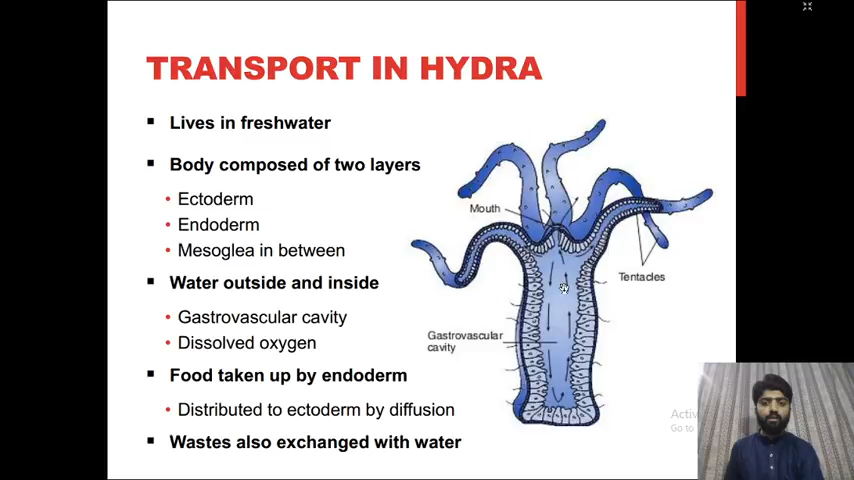 TRANSPORT IN HYDRA
Lives in freshwater
Body composed of two layers
Ectoderm
Endoderm
Mesoglea in between
Water outside and inside
Gastrovascular cavity
Dissolved oxygen
Food taken up by endoderm
Distributed to ectoderm by diffusion
Wastes also exchanged with water
Mouth
Tentacles
Gastrovascular
cavity
Go to